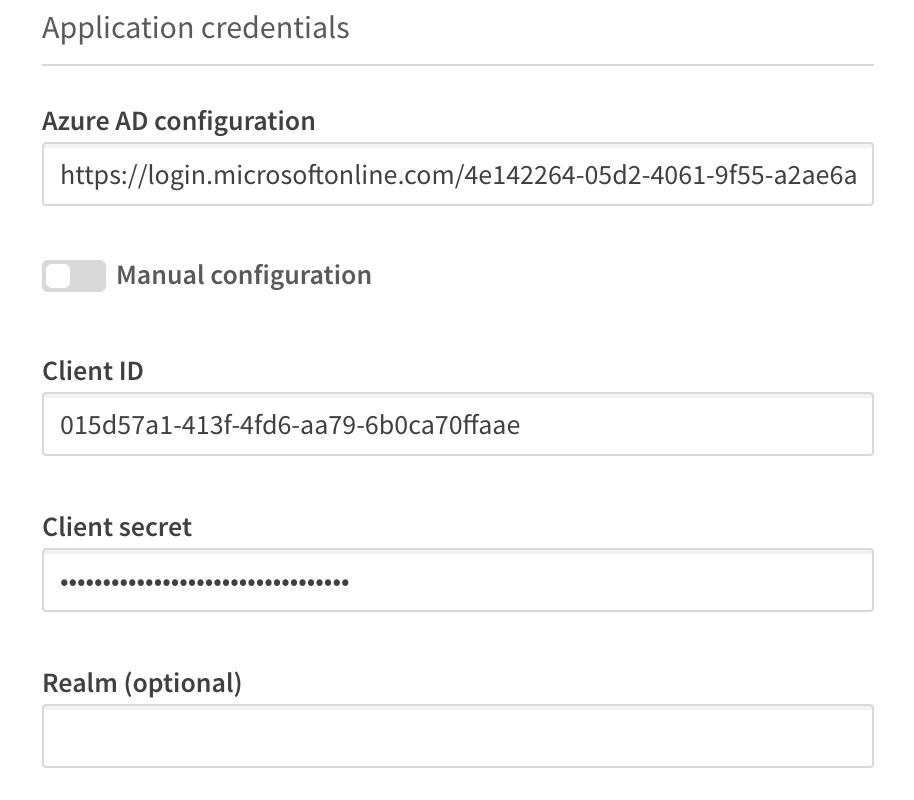 Application credentials
Azure AD configuration
https://login.microsoftonline.com/4e142264-05d2-4061-9f55-a2ae6a
Manual configuration
Client ID
015d57a1-413f-4fd6-aa79-6b0ca70ffaae
Client secret
••••••••••••••••••••••••••••••••••
Realm (optional)